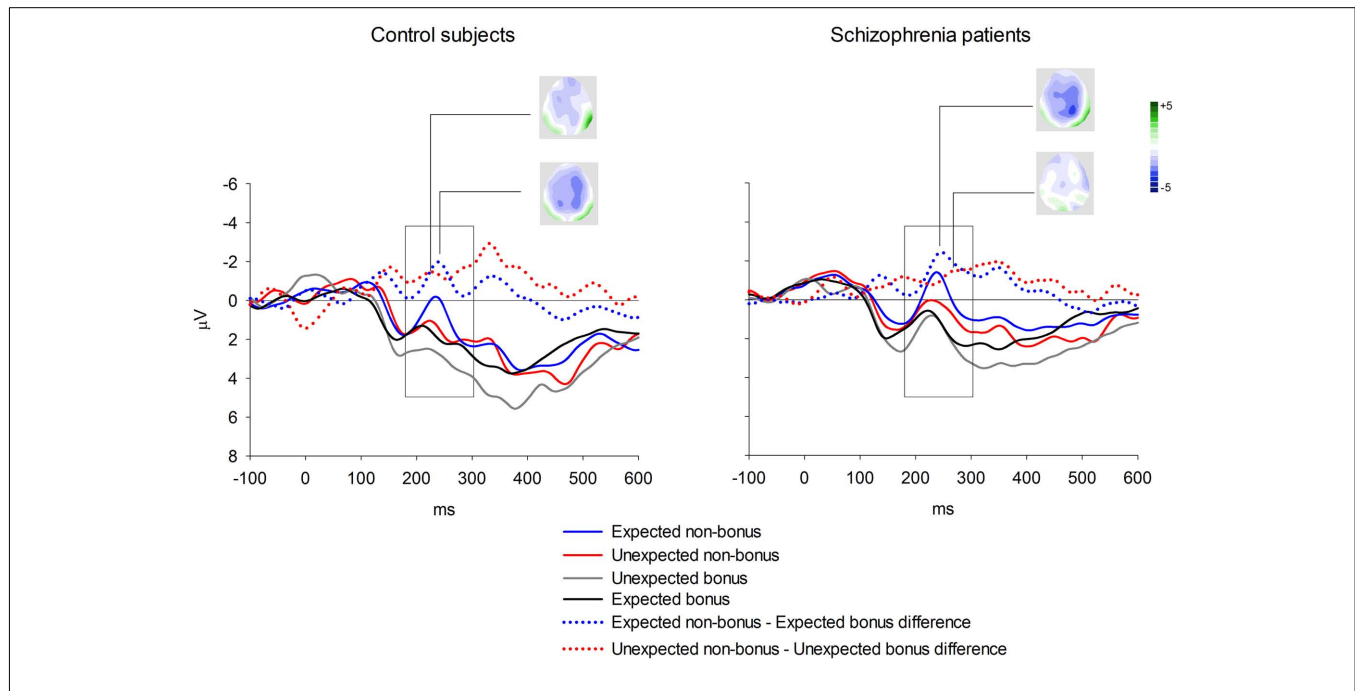 Control subjects
Schizophrenia patients
+5
-5
-6
-4
-2
0
2
4
6
8
μV
-100 0 100 200 300 400 500 600
ms
-100 0 100 200 300 400 500 600
ms
Expected non-bonus
Unexpected non-bonus
Unexpected bonus
Expected bonus
Expected non-bonus - Expected bonus difference
Unexpected non-bonus - Unexpected bonus difference